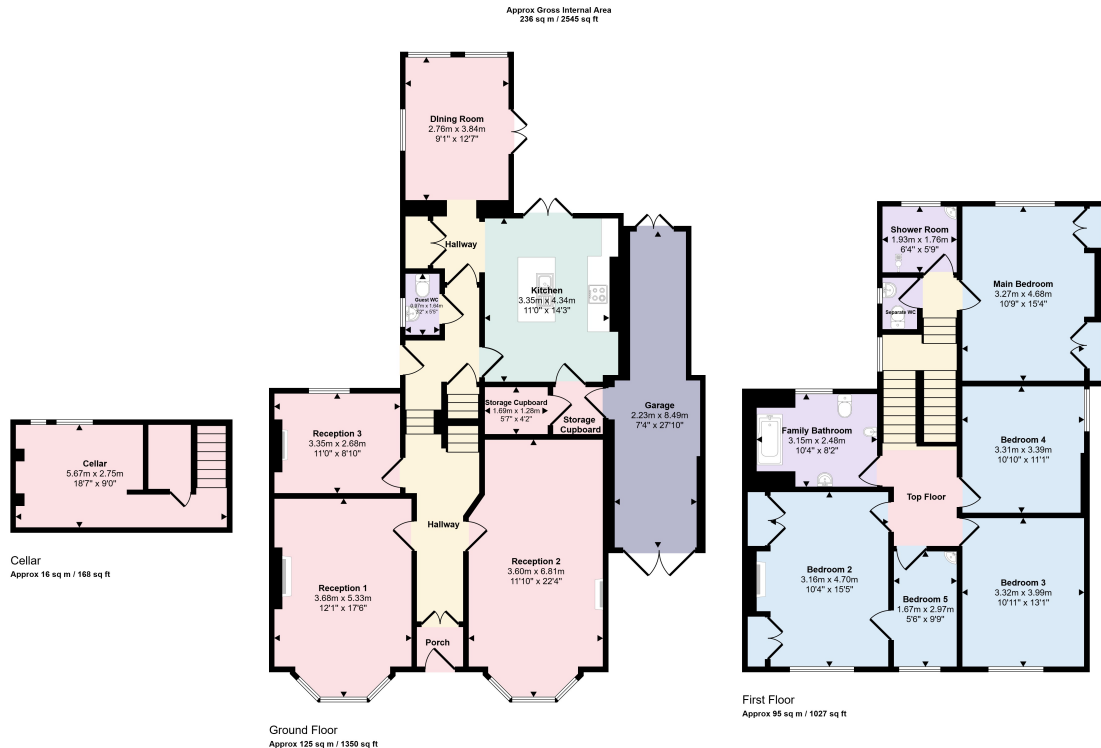 Approx Gross Internal Area
236 sq m / 2545 sq ft
DIning Room
2.76m x 3.84m
9'1" x 12'7"
Hallway
Guest WC
Kitchen
3.35m x 4.34m
11'0" x 14'3"
Storage Cupboard
1.69m x 1.28m
5'7" x 4'2"
Storage
Cupboard
Garage
2.23m x 8.49m
7'4" x 27'10"
Reception 3
3.35m x 2.68m
11'0" x 8'10"
Hallway
Reception 1
3.68m x 5.33m
12'1" x 17'6"
Reception 2
3.60m x 6.81m
11'10" x 22'4"
Porch
Ground Floor
Approx 125 sq m / 1350 sq ft
Cellar
5.67m x 2.75m
18'7" x 9'0"
Cellar
Approx 16 sq m / 168 sq ft
Shower Room
1.93m x 1.76m
6'4" x 5'9"
Separate WC
Main Bedroom
3.27m x 4.68m
10'9" x 15'4"
Family Bathroom
3.15m x 2.48m
10'4" x 8'2"
Bedroom 4
3.31m x 3.39m
10'10" x 11'1"
Top Floor
Bedroom 2
3.16m x 4.70m
10'4" x 15'5"
Bedroom 5
1.67m x 2.97m
5'6" x 9'9"
Bedroom 3
3.32m x 3.99m
10'11" x 13'1"
First Floor
Approx 95 sq m / 1027 sq ft